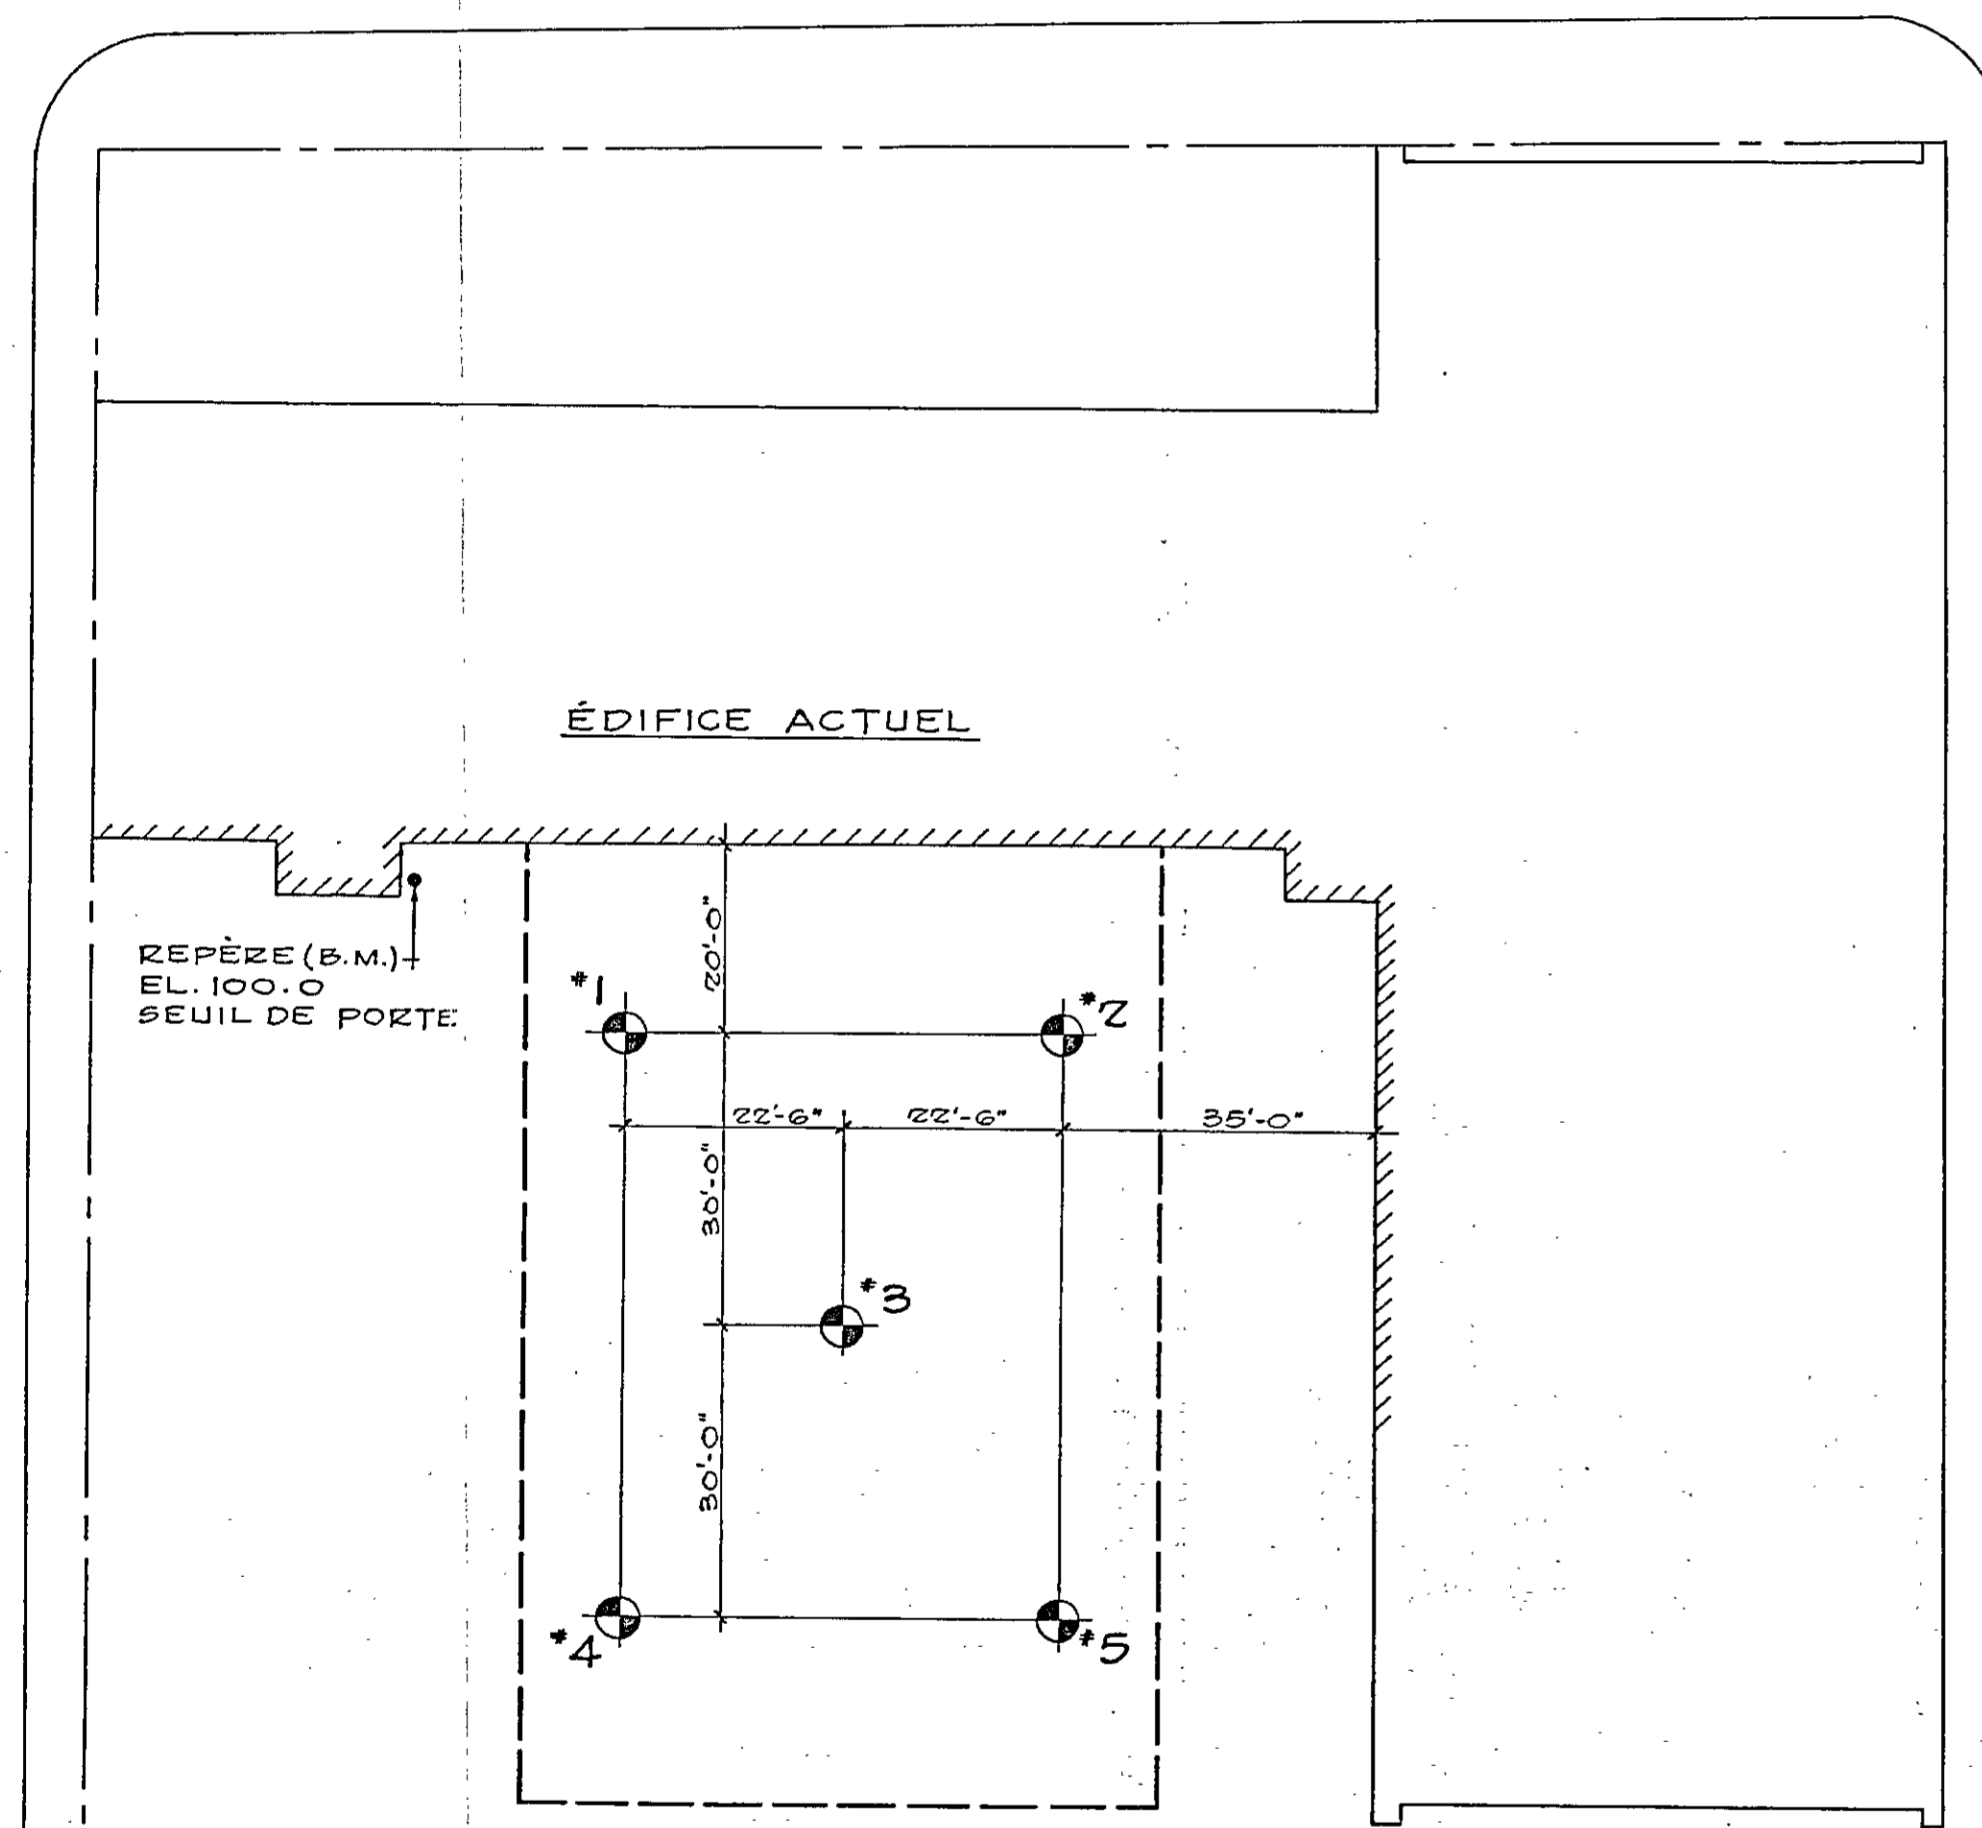 ÉDIFICE ACTUEL
REPÈRE (B.M.)
EL. 100.0
SEUIL DE PORTE
20'-0"
#1
#2
22'-6"
22'-6"
35'-0"
30'-0"
#3
30'-0"
#4
#5